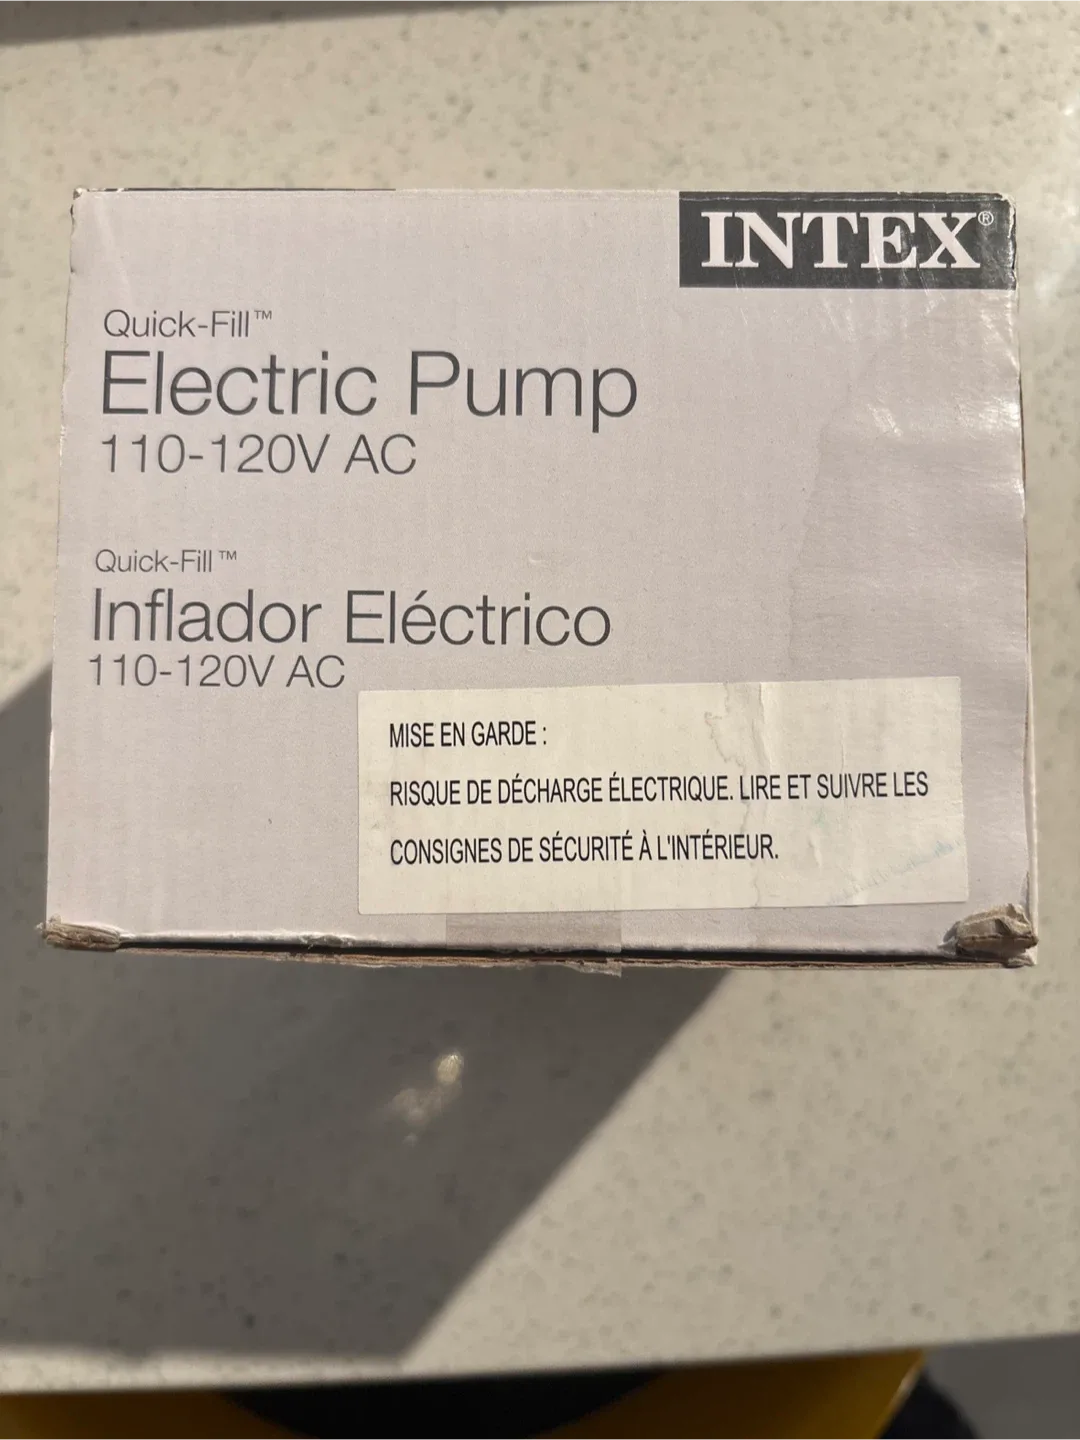 INTEX®
Quick-Fill™
Electric Pump
110-120V AC
Quick-Fill™
Inflador Eléctrico
110-120V AC
MISE EN GARDE :
RISQUE DE DÉCHARGE ÉLECTRIQUE. LIRE ET SUIVRE LES
CONSIGNES DE SÉCURITÉ À L'INTÉRIEUR.